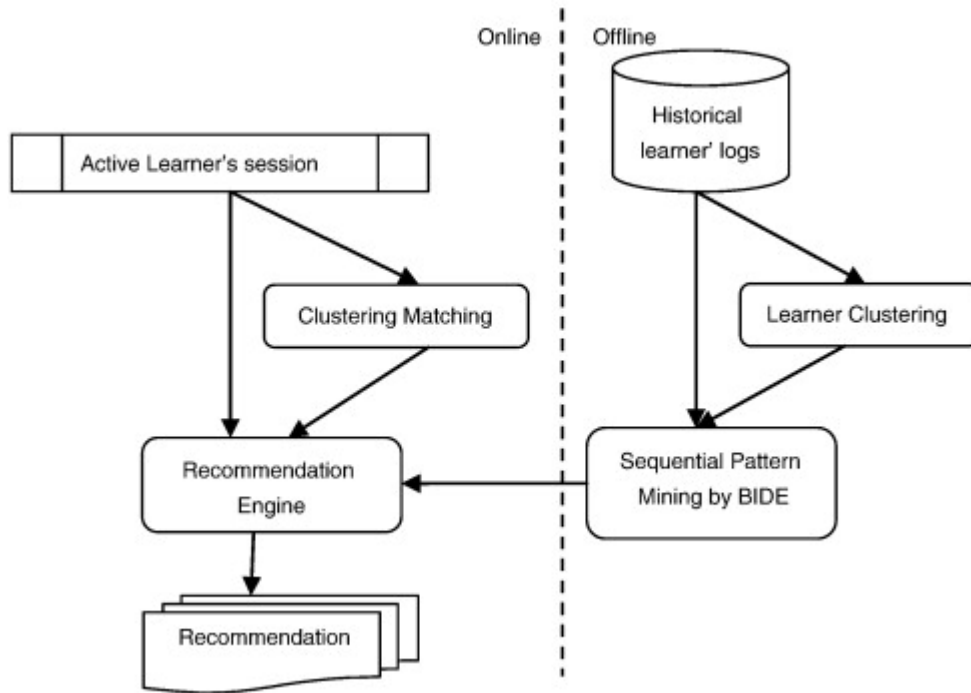 Online
Offline
Historical
learner' logs
Active Learner's session
Clustering Matching
Learner Clustering
Recommendation
Engine
Sequential Pattern
Mining by BIDE
Recommendation